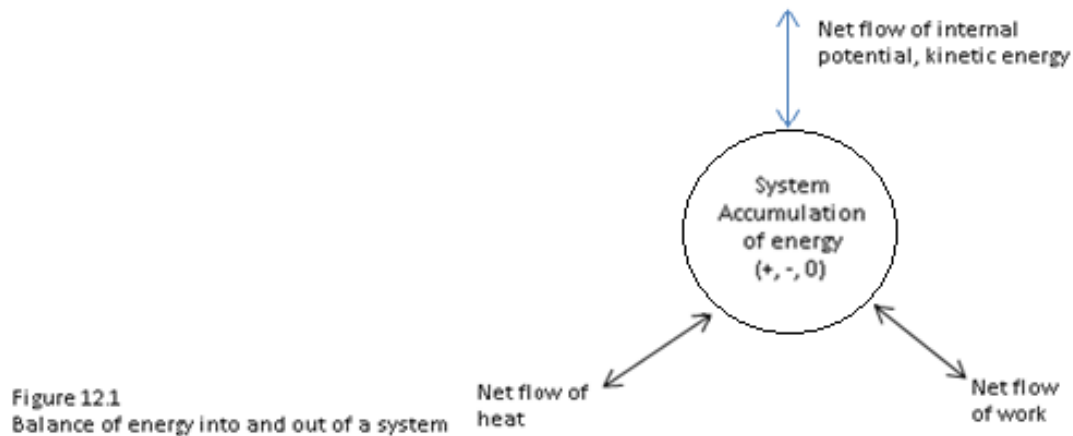 Net flow of internal
potential, kinetic energy
System
Accumulation
of energy
(+, -, 0)
Net flow of
heat
Net flow
of work
Figure 12.1
Balance of energy into and out of a system